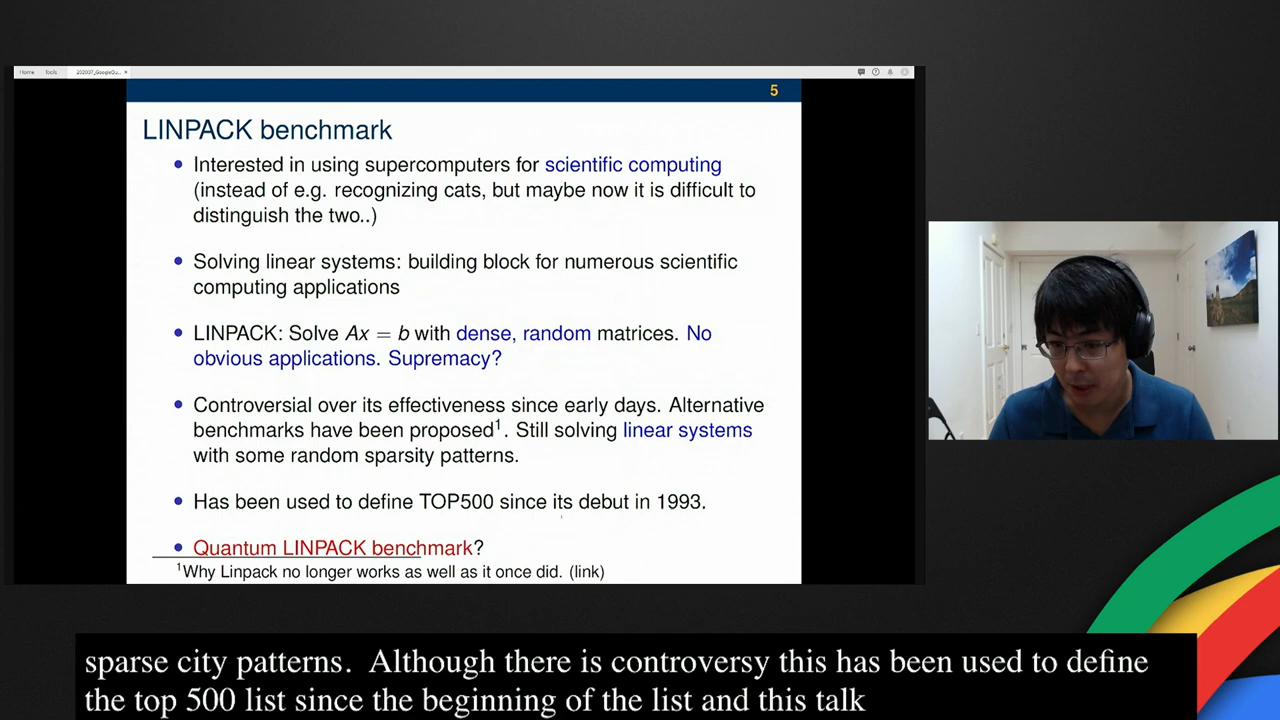 Home Tools 202007_GoogleQu... ×
5
LINPACK benchmark
• Interested in using supercomputers for scientific computing
(instead of e.g. recognizing cats, but maybe now it is difficult to
distinguish the two..)
• Solving linear systems: building block for numerous scientific
computing applications
• LINPACK: Solve Ax = b with dense, random matrices. No
obvious applications. Supremacy?
• Controversial over its effectiveness since early days. Alternative
benchmarks have been proposed¹. Still solving linear systems
with some random sparsity patterns.
• Has been used to define TOP500 since its debut in 1993.
• Quantum LINPACK benchmark?
¹Why Linpack no longer works as well as it once did. (link)
sparse city patterns. Although there is controversy this has been used to define
the top 500 list since the beginning of the list and this talk